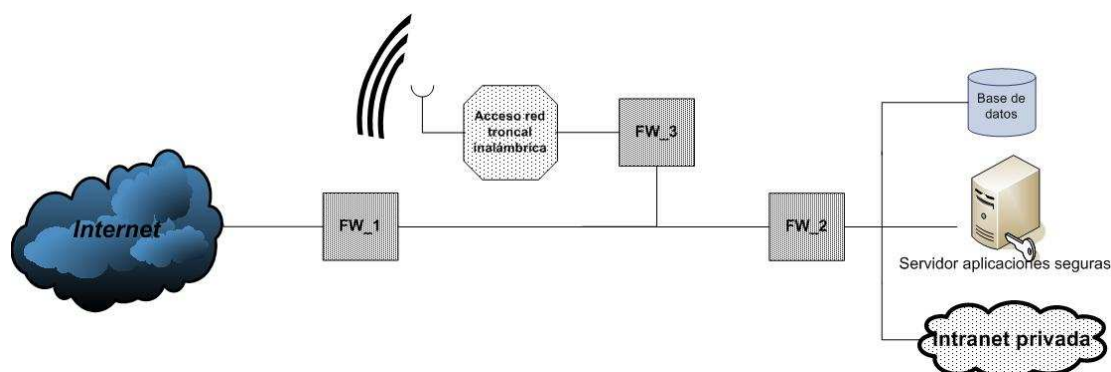 Acceso red
troncal
inalámbrica
FW_3
Base de
datos
Internet
FW_1
FW_2
Servidor aplicaciones seguras
Intranet privada